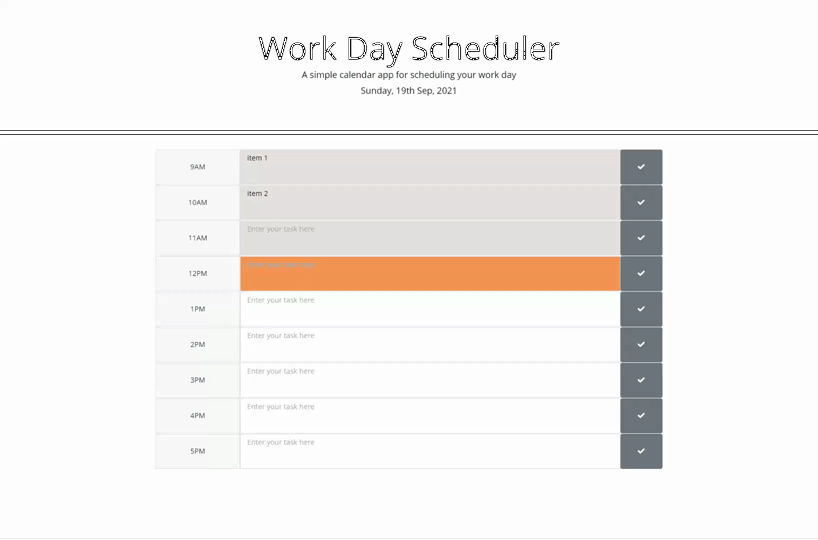 Work Day Scheduler
A simple calendar app for scheduling your work day
Sunday, 19th Sep, 2021
9AM
item 1
10AM
item 2
11AM
Enter your task here
12PM
1PM
Enter your task here
2PM
Enter your task here
3PM
Enter your task here
4PM
Enter your task here
5PM
Enter your task here